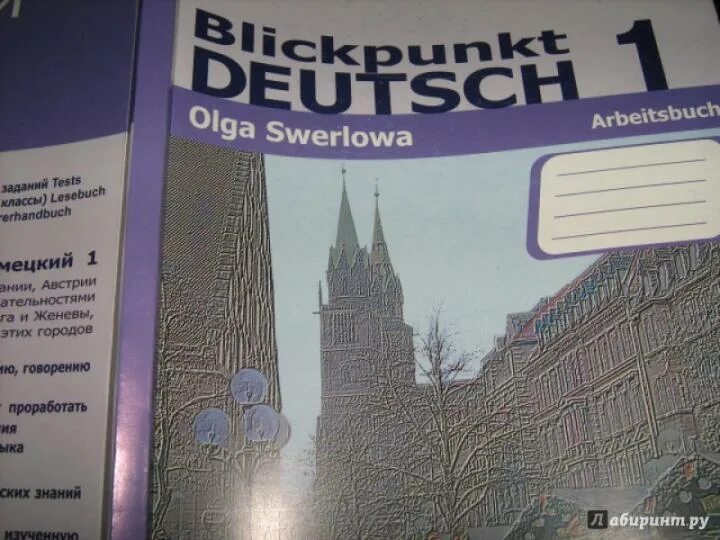 заданий Tests
классы) Lesebuch
rerhandbuch
мецкий 1
ании, Австрии
ательностями
га и Женевы,
этих городов
ию, говорению
проработать
ния
ыка
ских знаний
изученную
Blickpunkt
DEUTSCH 1
Olga Swerlowa
Arbeitsbuch
Лабиринт.ру